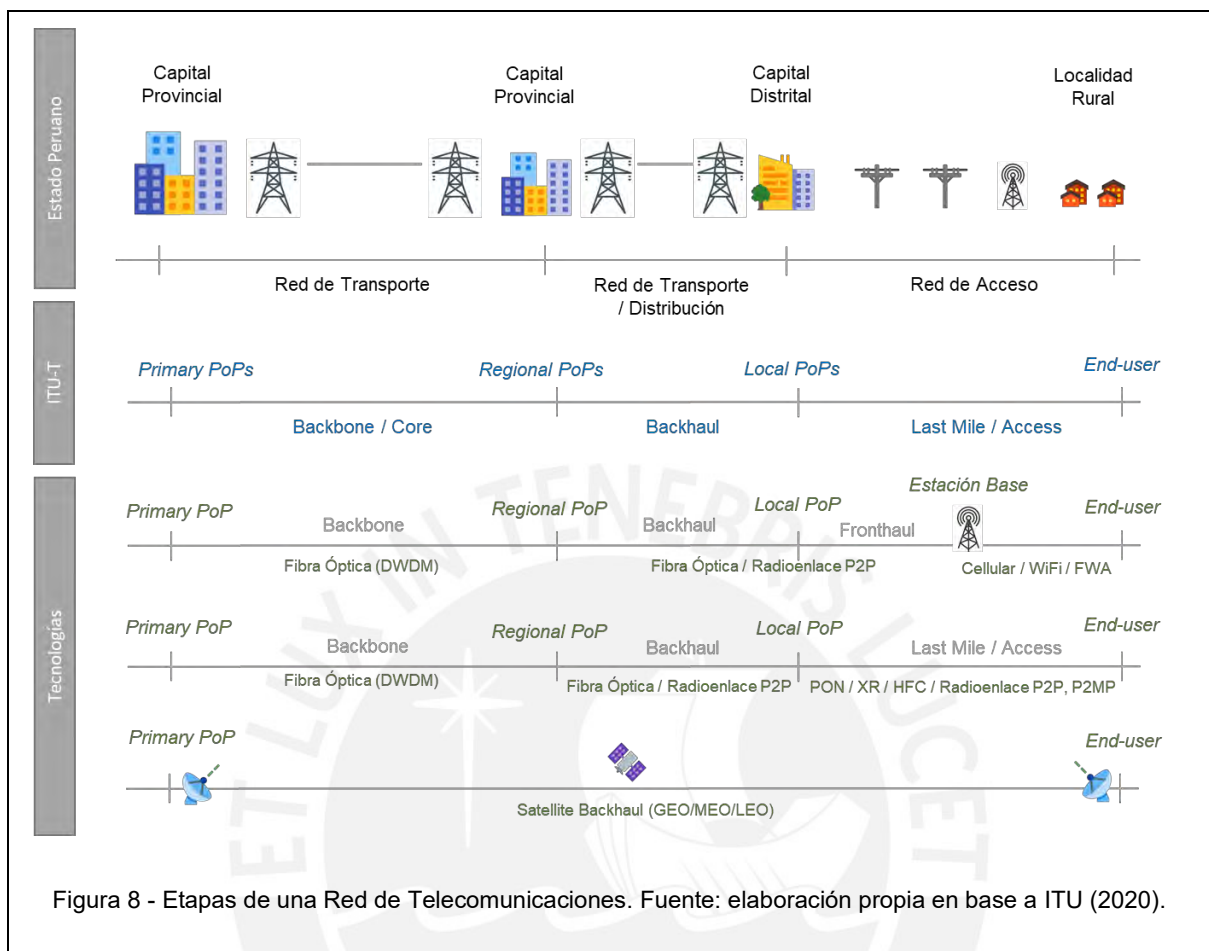 Estado Peruano
Capital
Provincial
Capital
Provincial
Capital
Distrital
Localidad
Rural
Red de Transporte
Red de Transporte
/ Distribución
Red de Acceso
ITU-T
Primary PoPs
Regional PoPs
Local PoPs
End-user
Backbone / Core
Backhaul
Last Mile / Access
Tecnologías
Estación Base
Primary PoP
Regional PoP
Local PoP
End-user
Backbone
Backhaul
Fronthaul
Fibra Óptica (DWDM)
Fibra Óptica / Radioenlace P2P
Cellular / WiFi / FWA
Primary PoP
Regional PoP
Local PoP
End-user
Backbone
Backhaul
Last Mile / Access
Fibra Óptica (DWDM)
Fibra Óptica / Radioenlace P2P
PON / XR / HFC / Radioenlace P2P, P2MP
Primary PoP
End-user
Satellite Backhaul (GEO/MEO/LEO)
ET LUX IN TENEBRIS LUCET
Figura 8 - Etapas de una Red de Telecomunicaciones. Fuente: elaboración propia en base a ITU (2020).